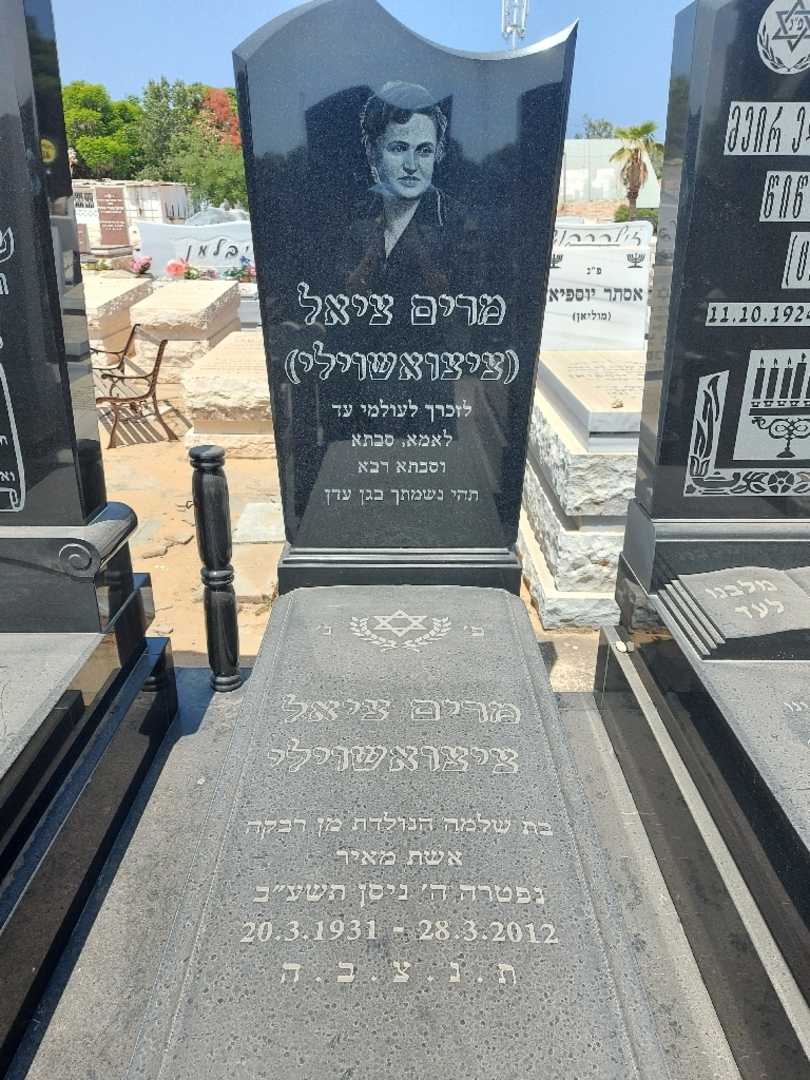 מרים ציאל
(ציצואשוילי)
לזכרך לעולמי עד
לאמא, סבתא
וסבתא רבא
תהי נשמתך בגן עדן
פ׳ נ׳
מרים ציאל
ציצואשוילי
בת שלמה הנולדת מן רבקה
אשת מאיר
נפטרה ה׳ ניסן תשע״ב
20.3.1931 - 28.3.2012
ת.נ.צ.ב.ה
זילברבוש
פ״נ
אסתר יוספיא
(מוליאן)
יבלאן
פ״נ
11.10.1924
מלבנו
לעד